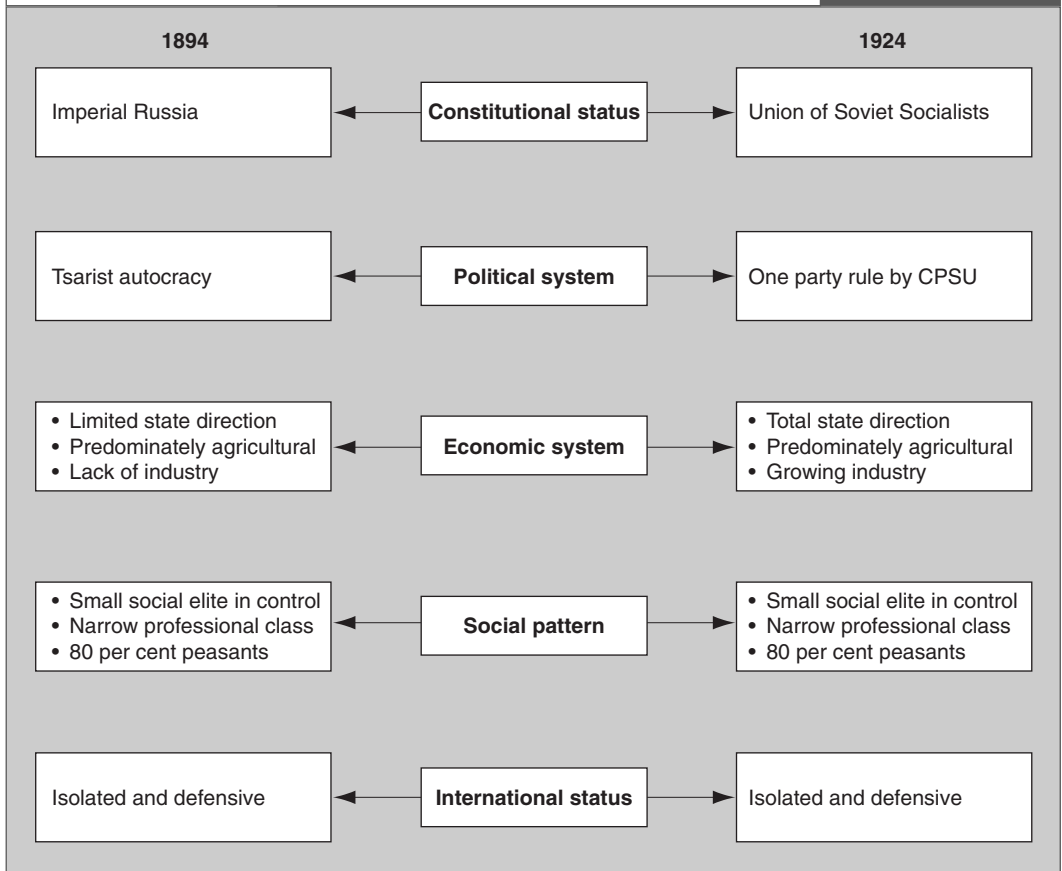 1894
1924
Imperial Russia
Constitutional status
Union of Soviet Socialists
Tsarist autocracy
Political system
One party rule by CPSU
• Limited state direction
• Predominately agricultural
• Lack of industry
Economic system
• Total state direction
• Predominately agricultural
• Growing industry
• Small social elite in control
• Narrow professional class
• 80 per cent peasants
Social pattern
• Small social elite in control
• Narrow professional class
• 80 per cent peasants
Isolated and defensive
International status
Isolated and defensive